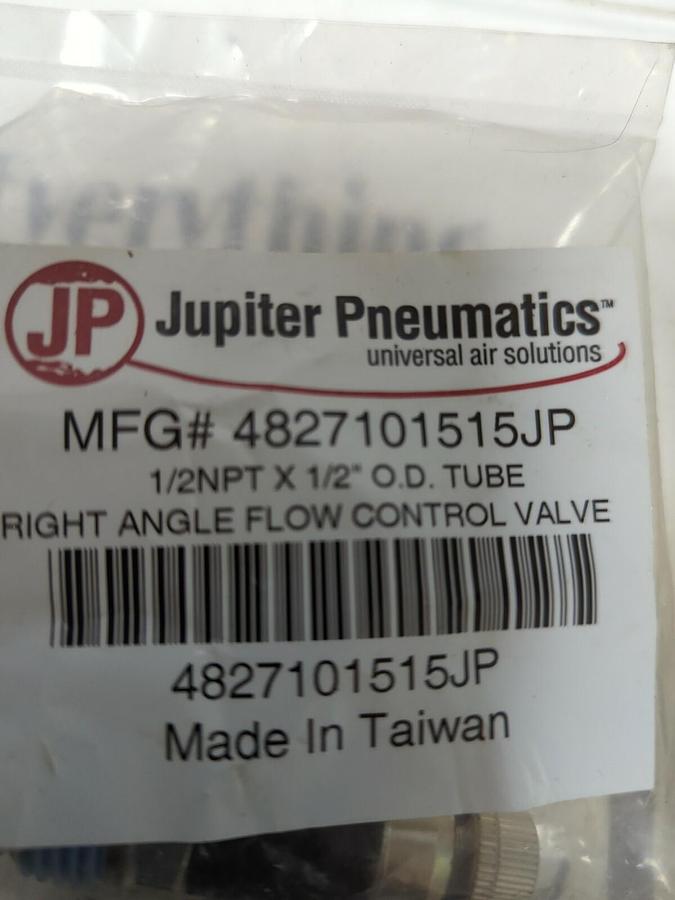 Everything
JP Jupiter Pneumatics™
universal air solutions
MFG# 4827101515JP
1/2NPT X 1/2" O.D. TUBE
RIGHT ANGLE FLOW CONTROL VALVE
4827101515JP
Made In Taiwan